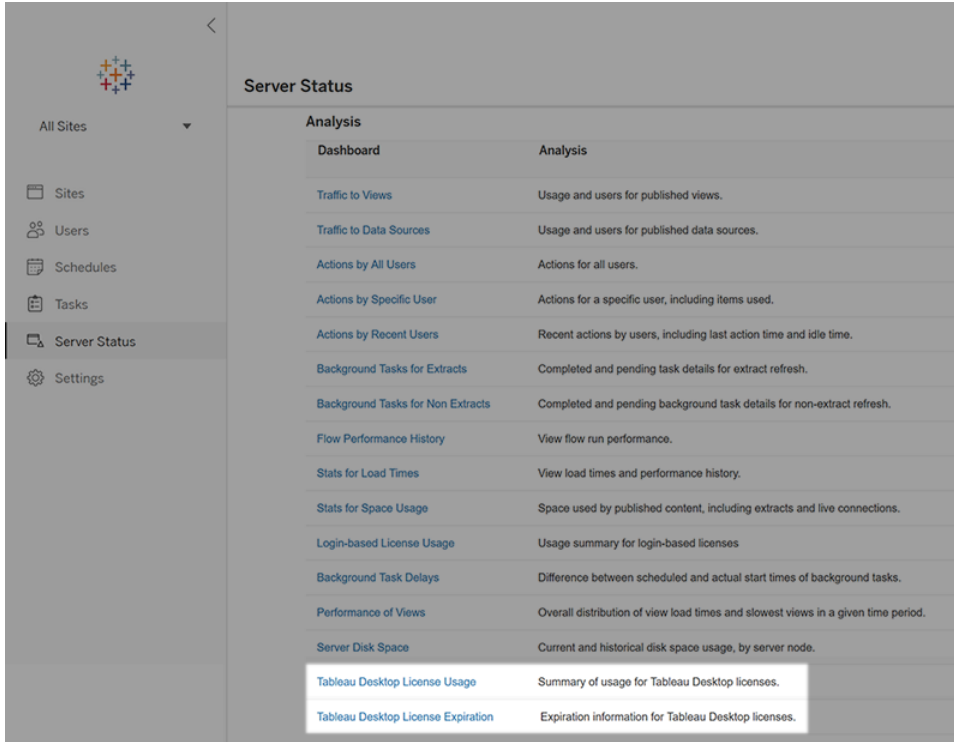 Server Status
All Sites
Sites
Users
Schedules
Tasks
Server Status
Settings
Analysis
Dashboard Analysis
Traffic to Views Usage and users for published views.
Traffic to Data Sources Usage and users for published data sources.
Actions by All Users Actions for all users.
Actions by Specific User Actions for a specific user, including items used.
Actions by Recent Users Recent actions by users, including last action time and idle time.
Background Tasks for Extracts Completed and pending task details for extract refresh.
Background Tasks for Non Extracts Completed and pending background task details for non-extract refresh.
Flow Performance History View flow run performance.
Stats for Load Times View load times and performance history.
Stats for Space Usage Space used by published content, including extracts and live connections.
Login-based License Usage Usage summary for login-based licenses
Background Task Delays Difference between scheduled and actual start times of background tasks.
Performance of Views Overall distribution of view load times and slowest views in a given time period.
Server Disk Space Current and historical disk space usage, by server node.
Tableau Desktop License Usage Summary of usage for Tableau Desktop licenses.
Tableau Desktop License Expiration Expiration information for Tableau Desktop licenses.